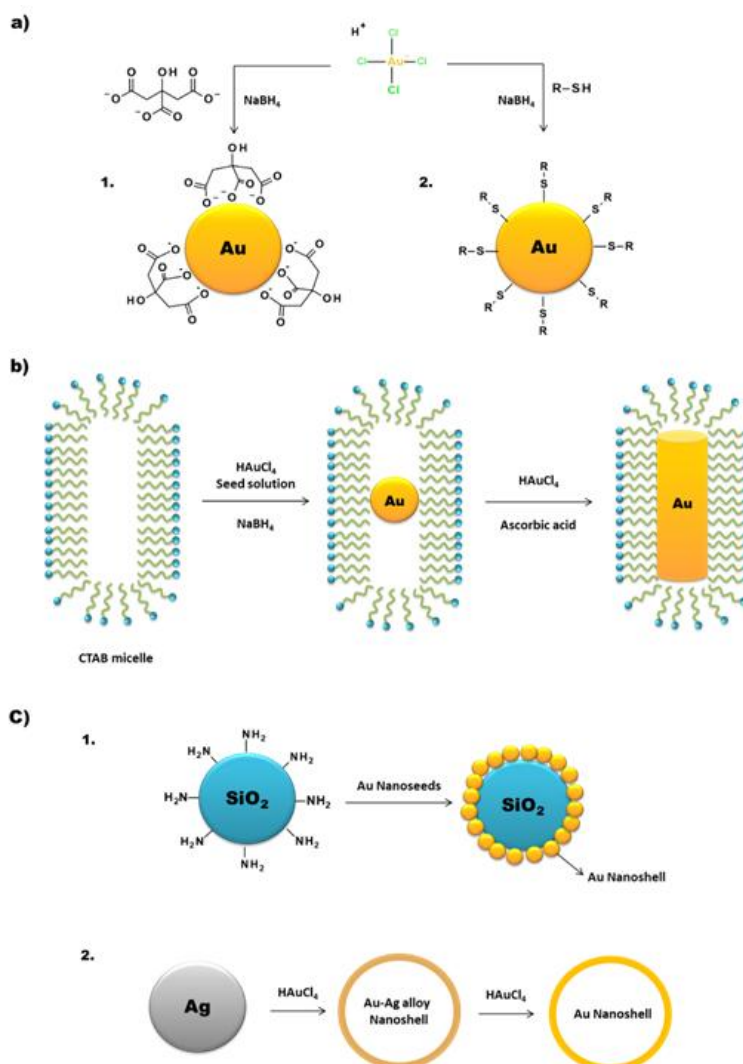 a)
H⁺
Cl
Cl Au⁻ Cl
Cl
OH
O O
⁻O O⁻
⁻O O
NaBH₄
NaBH₄
R–SH
1.
OH
O O O
O⁻ ⁻O O⁻
Au
O O⁻
O O⁻
HO O⁻
O
O
⁻O O
⁻O OH
⁻O O
2.
R R R
S S S
R–S Au S–R
S S S
R R R
b)
HAuCl₄
Seed solution
NaBH₄
Au
HAuCl₄
Ascorbic acid
Au
CTAB micelle
C)
1.
NH₂
H₂N NH₂
H₂N SiO₂ NH₂
H₂N NH₂
NH₂
Au Nanoseeds
SiO₂
Au Nanoshell
2.
Ag
HAuCl₄
Au-Ag alloy
Nanoshell
HAuCl₄
Au Nanoshell